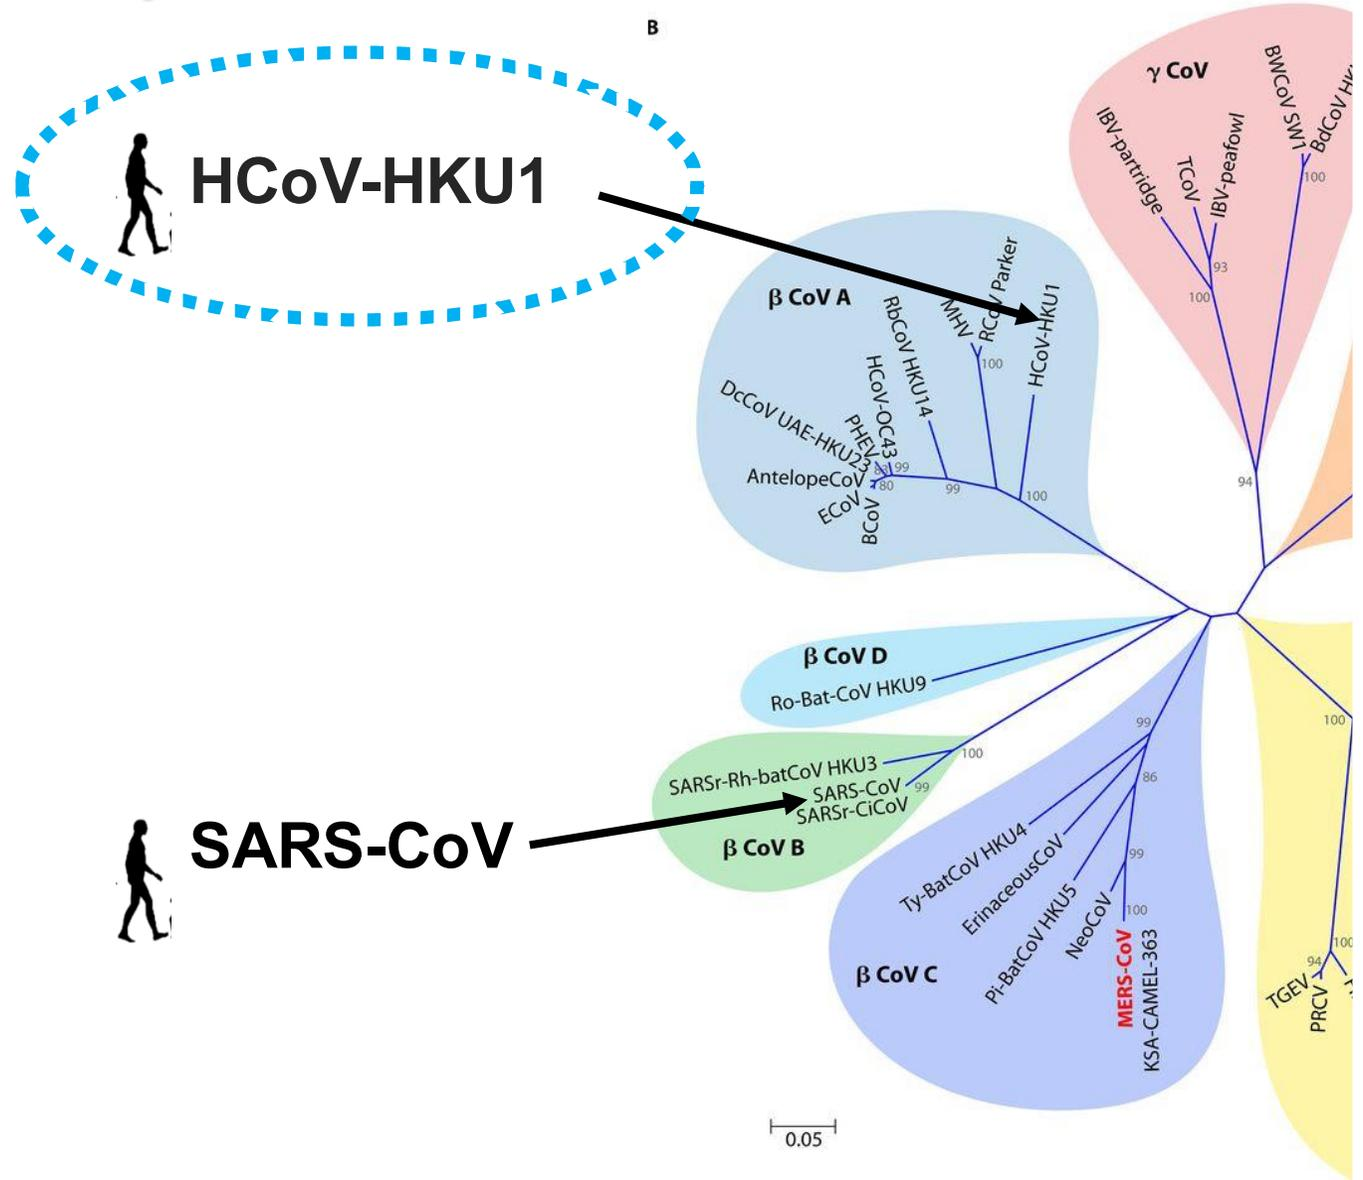 B
HCoV-HKU1
γ CoV
IBV-partridge
TCoV
IBV-peafowl
BWCoV SW1
BdCoV
100
93
100
94
β CoV A
DcCoV UAE-HKU23
PHEV
HCoV-OC43
RbCoV HKU14
MHV
Parker
HCoV-HKU1
100
AntelopeCoV
ECoV
BCoV
99
80
99
100
β CoV D
Ro-Bat-CoV HKU9
SARSr-Rh-batCoV HKU3
SARS-CoV
SARSr-CiCoV
100
99
β CoV B
SARS-CoV
99
86
99
100
Ty-BatCoV HKU4
ErinaceousCoV
Pi-BatCoV HKU5
NeoCoV
MERS-CoV
KSA-CAMEL-363
β CoV C
100
100
94
TGEV
PRCV
0.05